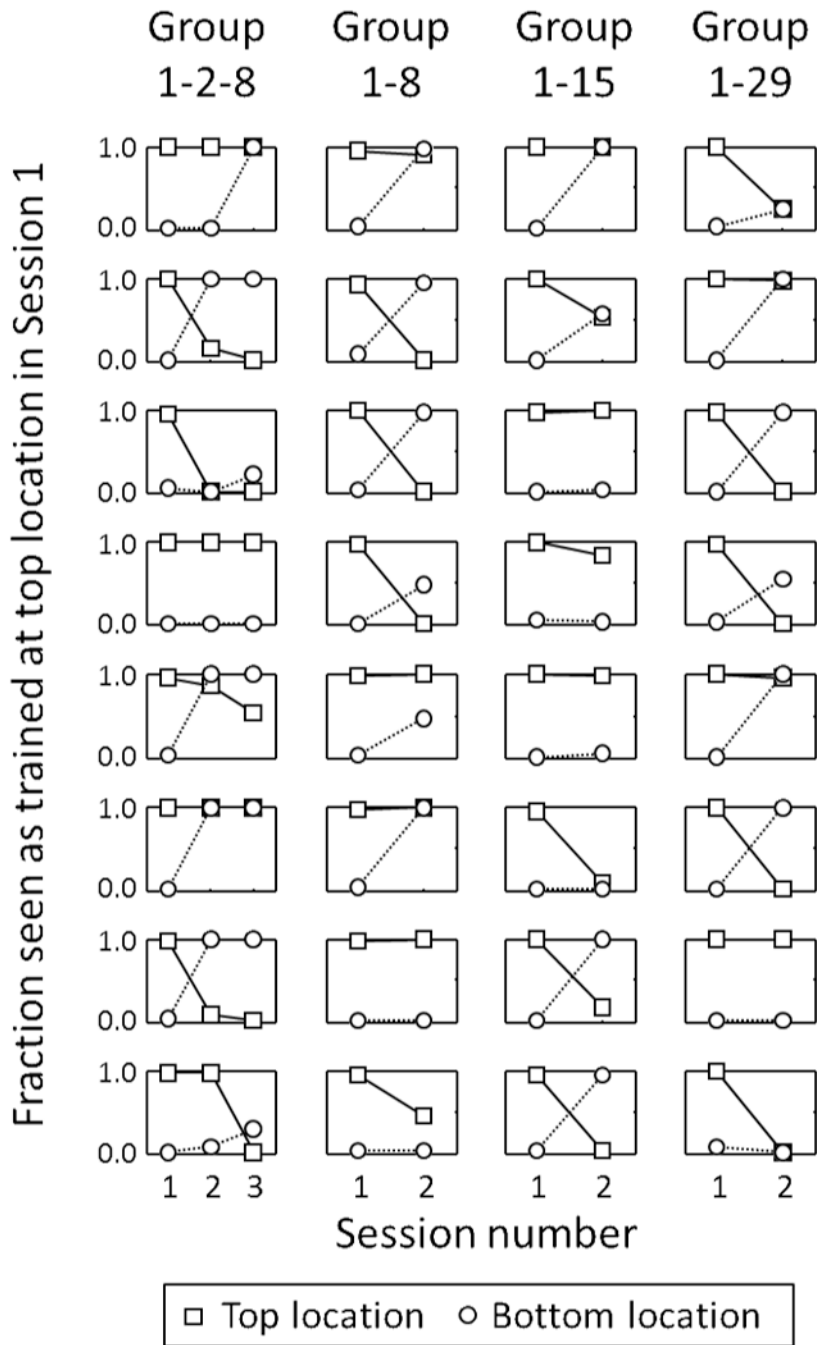 Group Group Group Group
1-2-8 1-8 1-15 1-29
Fraction seen as trained at top location in Session 1
1.0
0.0
1.0
0.0
1.0
0.0
1.0
0.0
1.0
0.0
1.0
0.0
1.0
0.0
1.0
0.0
1 2 3 1 2 1 2 1 2
Session number
Top location Bottom location